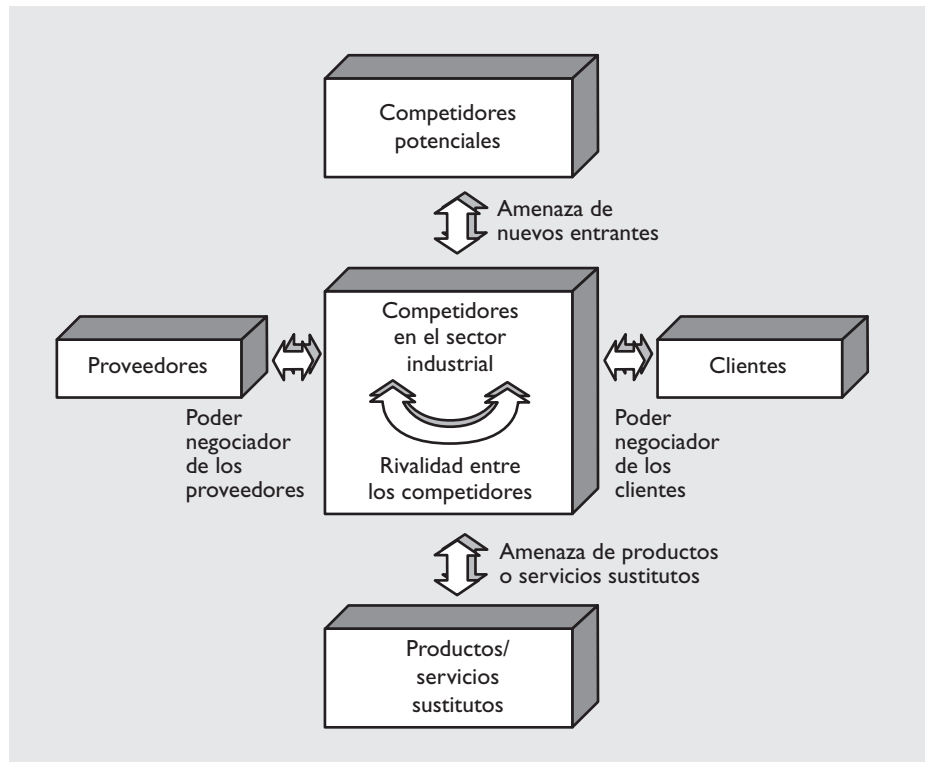 Competidores
potenciales
Amenaza de
nuevos entrantes
Competidores
en el sector
industrial
Proveedores
Clientes
Poder
negociador
de los
proveedores
Rivalidad entre
los competidores
Poder
negociador
de los
clientes
Amenaza de productos
o servicios sustitutos
Productos/
servicios
sustitutos